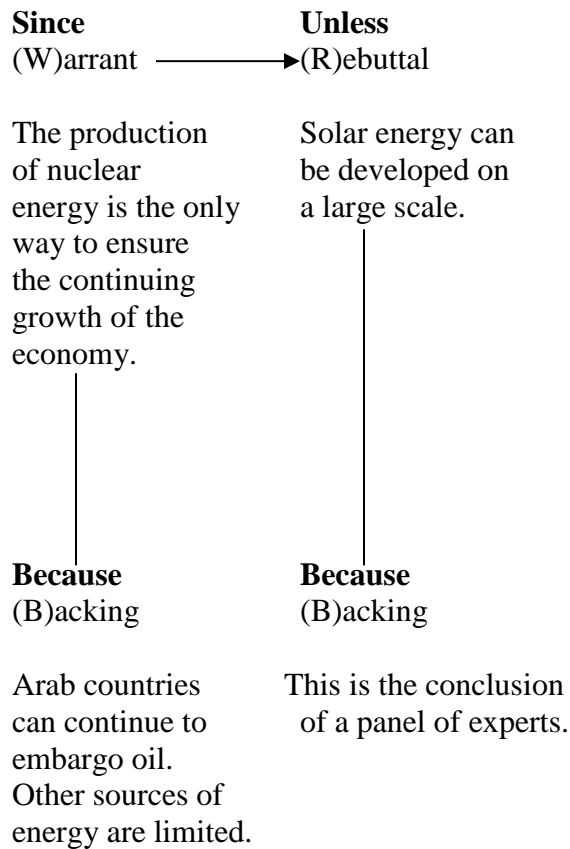 Since
(W)arrant
The production
of nuclear
energy is the only
way to ensure
the continuing
growth of the
economy.
Unless
(R)ebuttal
Solar energy can
be developed on
a large scale.
Because
(B)acking
Arab countries
can continue to
embargo oil.
Other sources of
energy are limited.
Because
(B)acking
This is the conclusion
of a panel of experts.